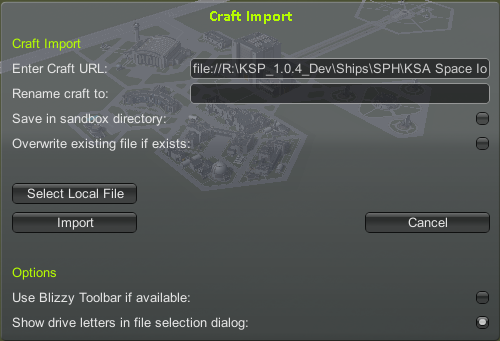 Craft Import
Craft Import
Enter Craft URL: file://R:\KSP_1.0.4_Dev\Ships\SPH\KSA Space lo
Rename craft to:
Save in sandbox directory:
Overwrite existing file if exists:
Select Local File
Import Cancel
Options
Use Blizzy Toolbar if available:
Show drive letters in file selection dialog: